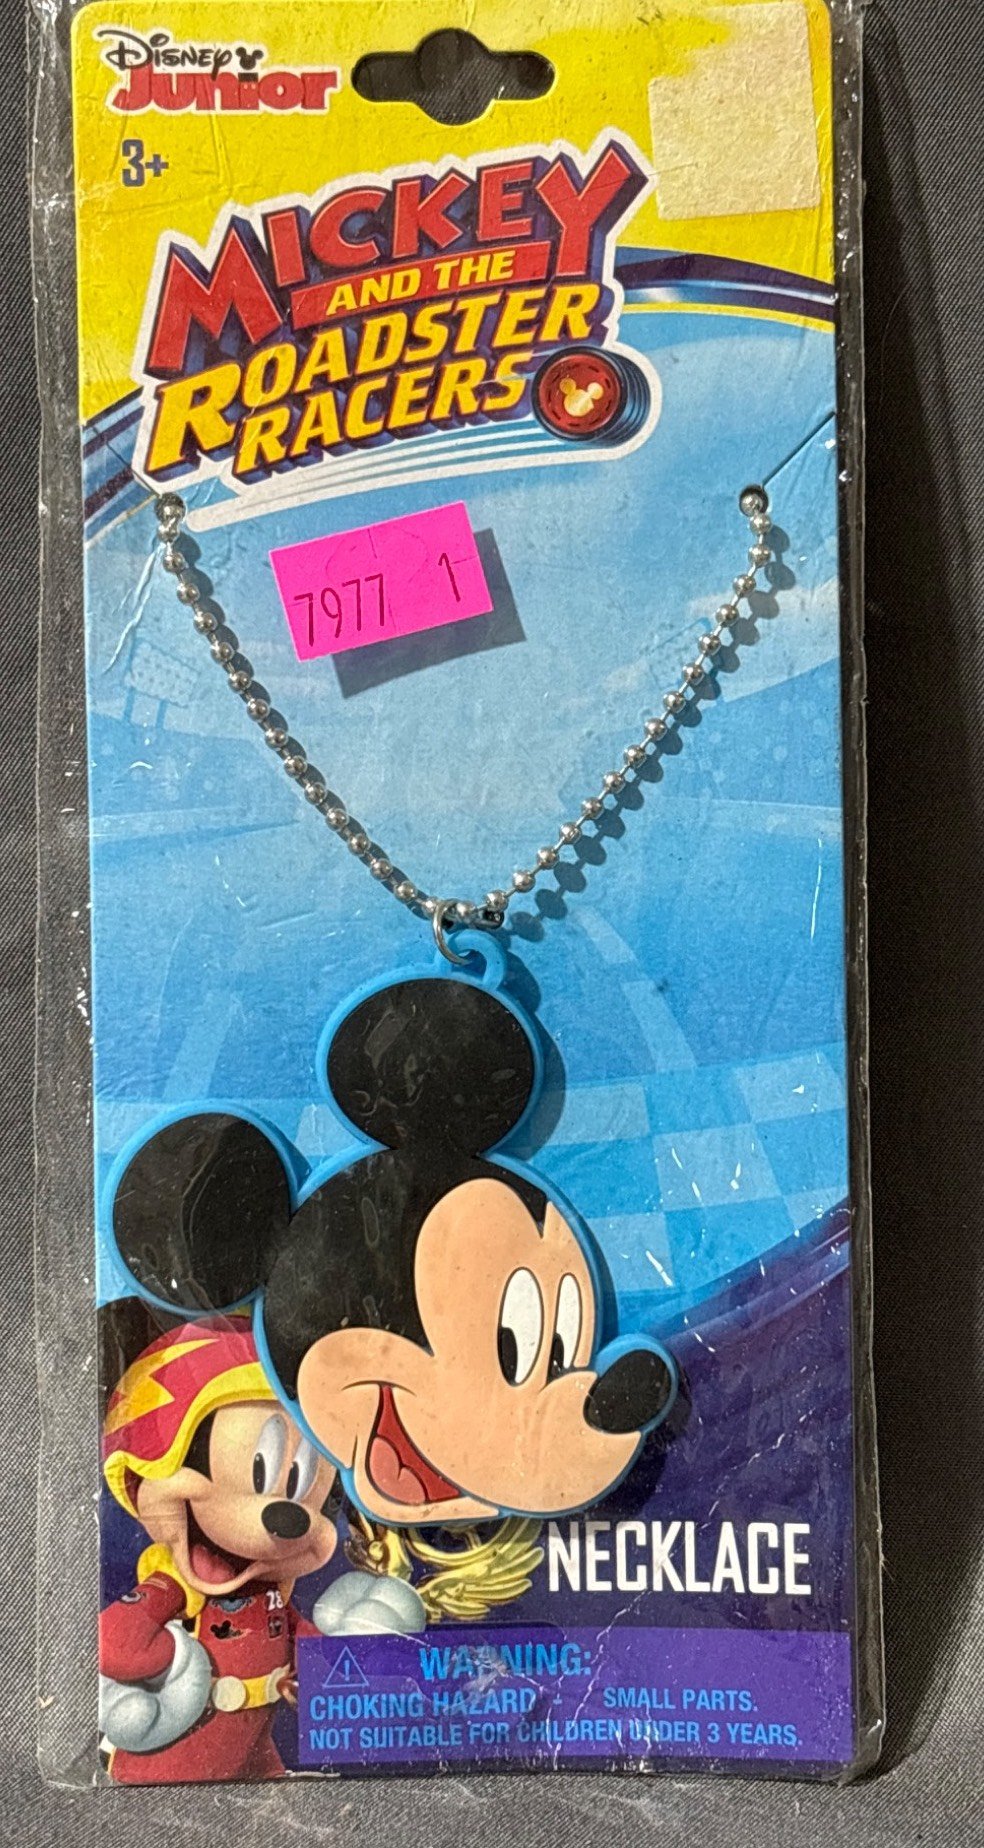 Disney
Junior
3+
MICKEY
AND THE
ROADSTER
RACERS
7977 1
28
NECKLACE
WARNING:
CHOKING HAZARD - SMALL PARTS.
NOT SUITABLE FOR CHILDREN UNDER 3 YEARS.